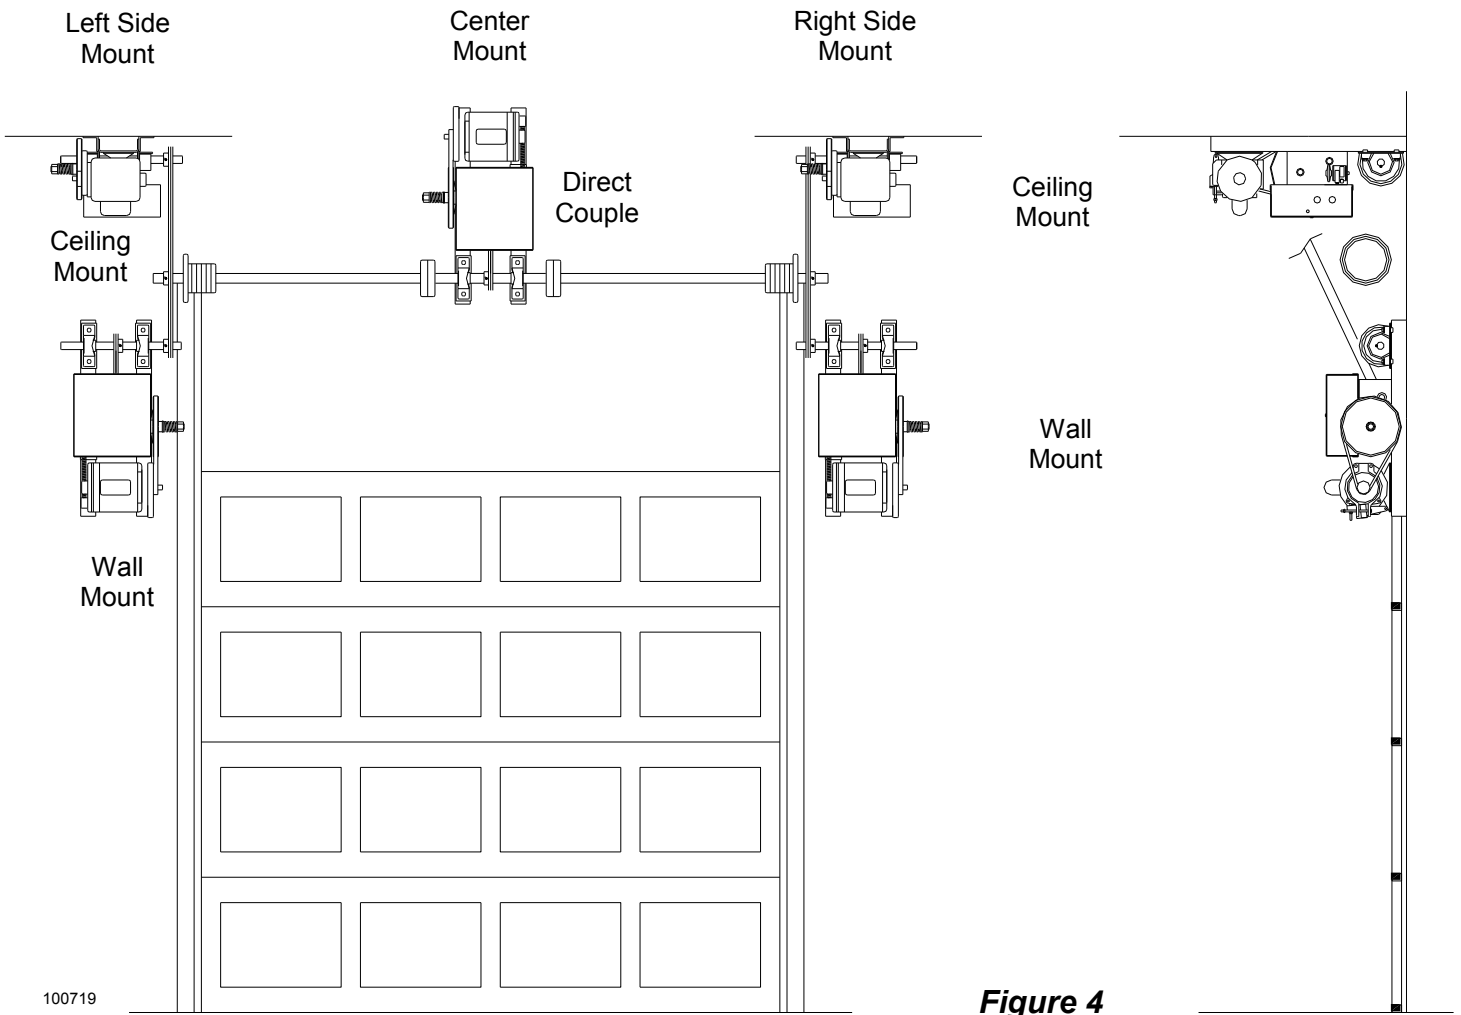 Left Side
Mount
Center
Mount
Right Side
Mount
Direct
Couple
Ceiling
Mount
Ceiling
Mount
Wall
Mount
Wall
Mount
100719
Figure 4